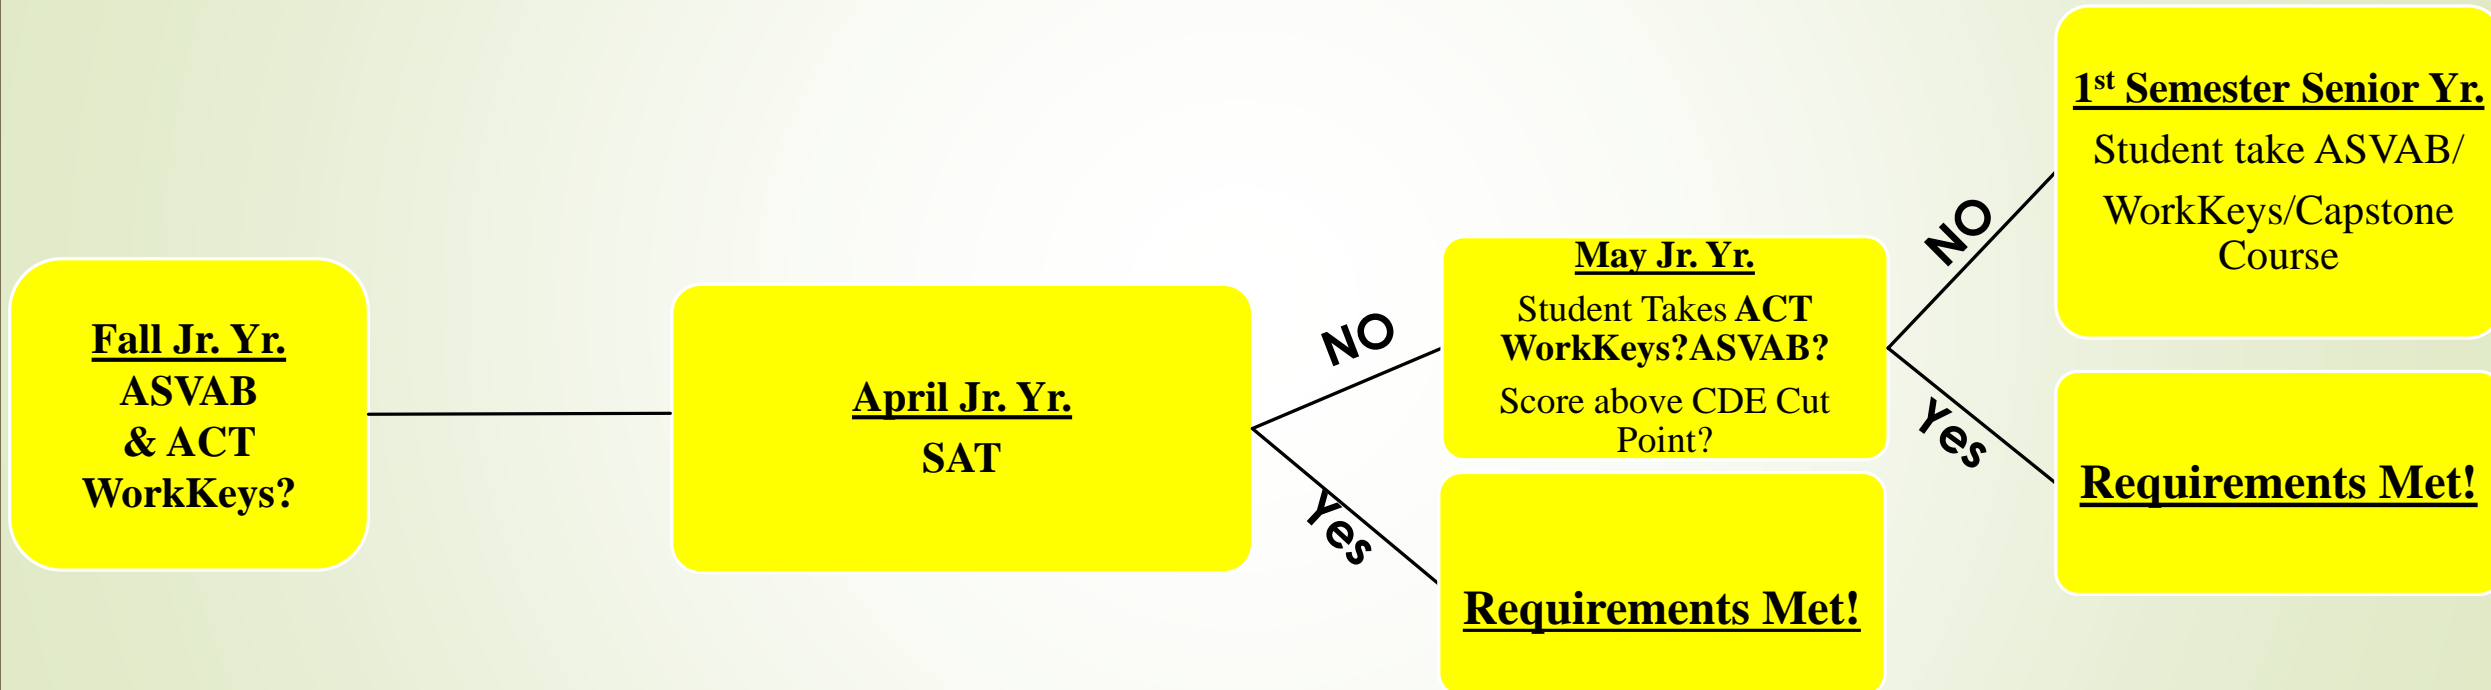 Fall Jr. Yr.
ASVAB
& ACT
WorkKeys?
April Jr. Yr.
SAT
NO
Yes
May Jr. Yr.
Student Takes ACT
WorkKeys?ASVAB?
Score above CDE Cut
Point?
Requirements Met!
NO
Yes
1st Semester Senior Yr.
Student take ASVAB/
WorkKeys/Capstone
Course
Requirements Met!